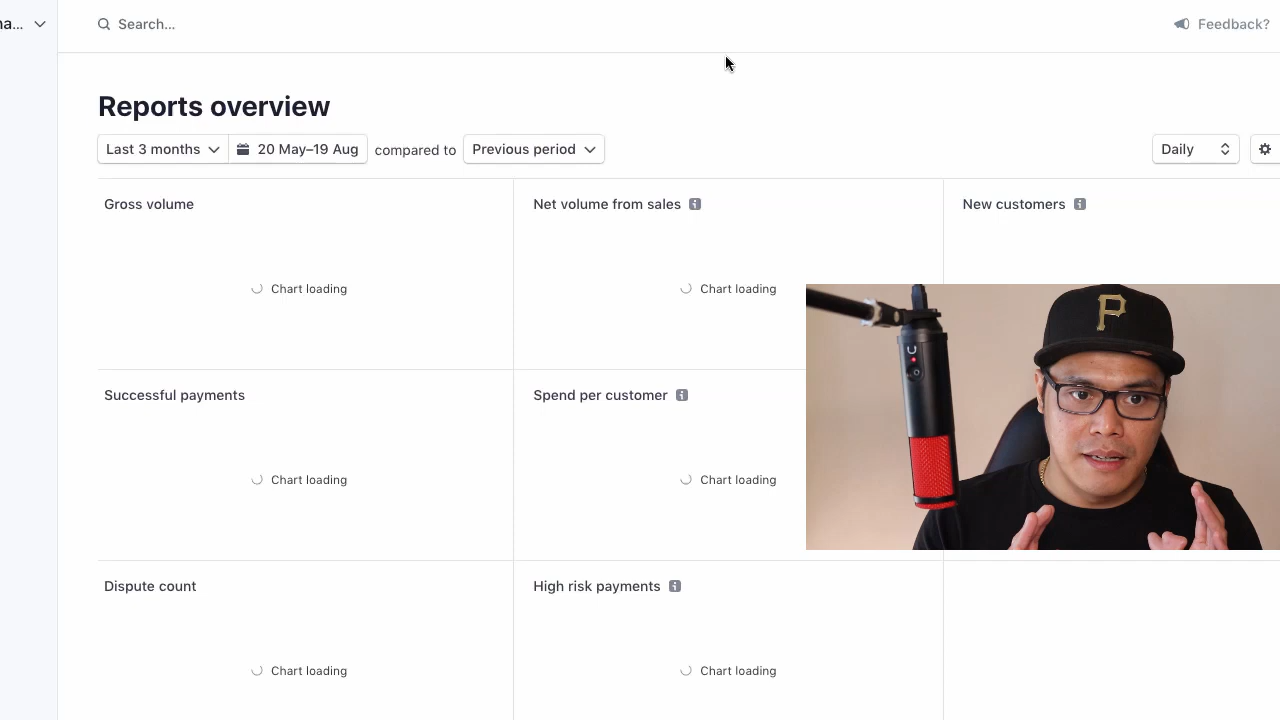 na...
Search...
Feedback?
Reports overview
Last 3 months
20 May–19 Aug
compared to
Previous period
Daily
Gross volume
Net volume from sales
New customers
Chart loading
Chart loading
P
Successful payments
Spend per customer
Chart loading
Chart loading
Dispute count
High risk payments
Chart loading
Chart loading